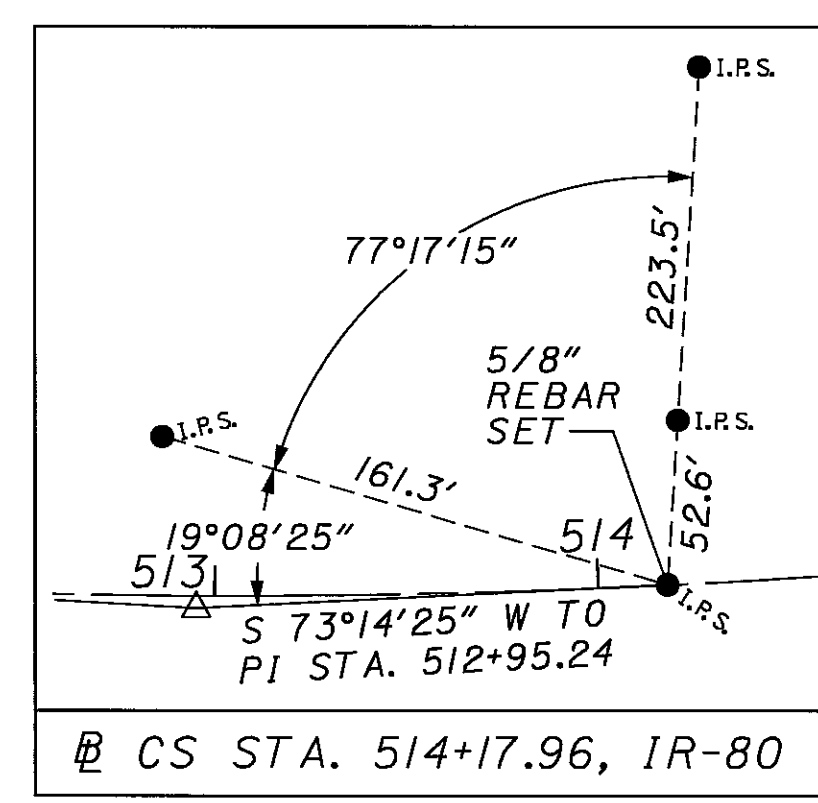 I.P.S.
77°17'15"
223.5'
5/8"
REBAR
SET
I.P.S.
I.P.S.
161.3'
52.6'
19°08'25"
514
513
I.P.S.
S 73°14'25" W TO
PI STA. 512+95.24
BL CS STA. 514+17.96, IR-80